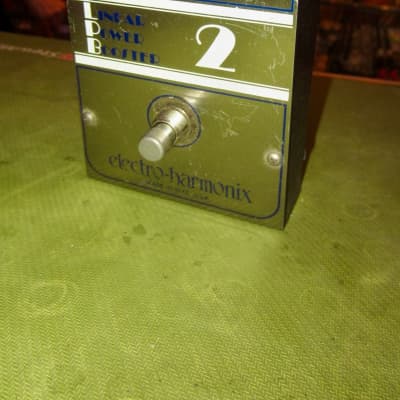 LINEAR
POWER
BOOSTER
2
electro-harmonix